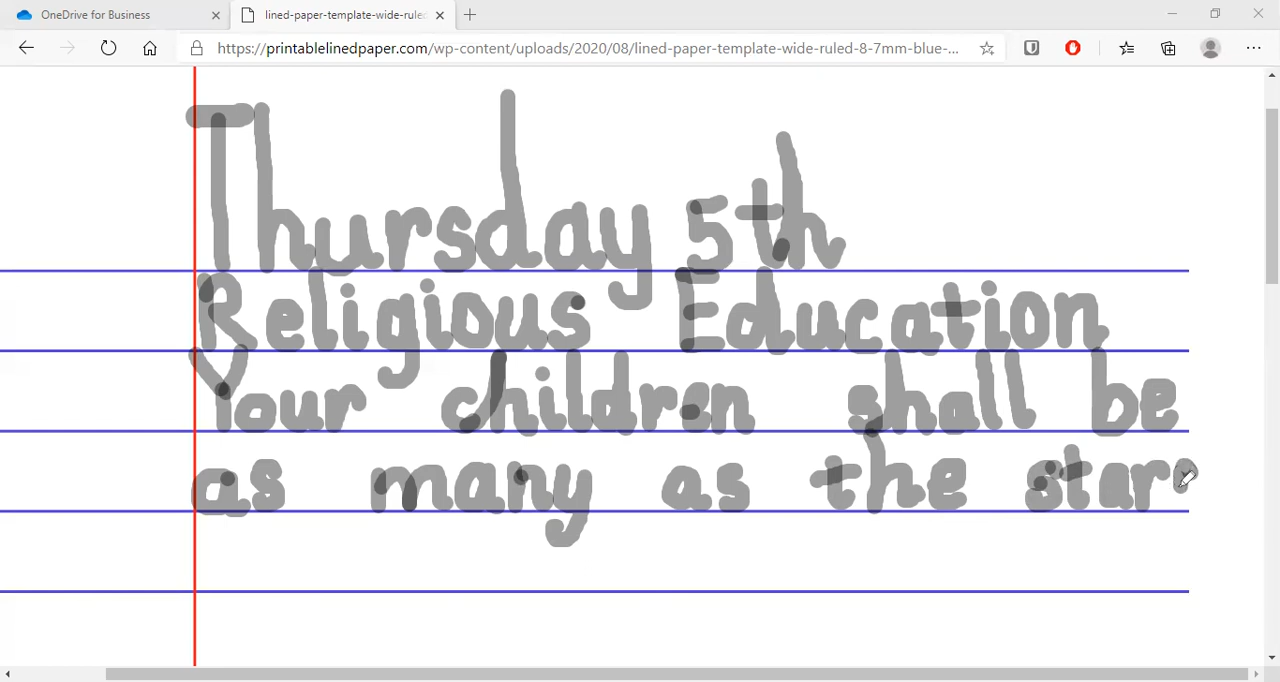 OneDrive for Business
lined-paper-template-wide-ruled
https://printablelinedpaper.com/wp-content/uploads/2020/08/lined-paper-template-wide-ruled-8-7mm-blue-...
Thursday 5th
Religious Education
Your children shall be
as many as the star